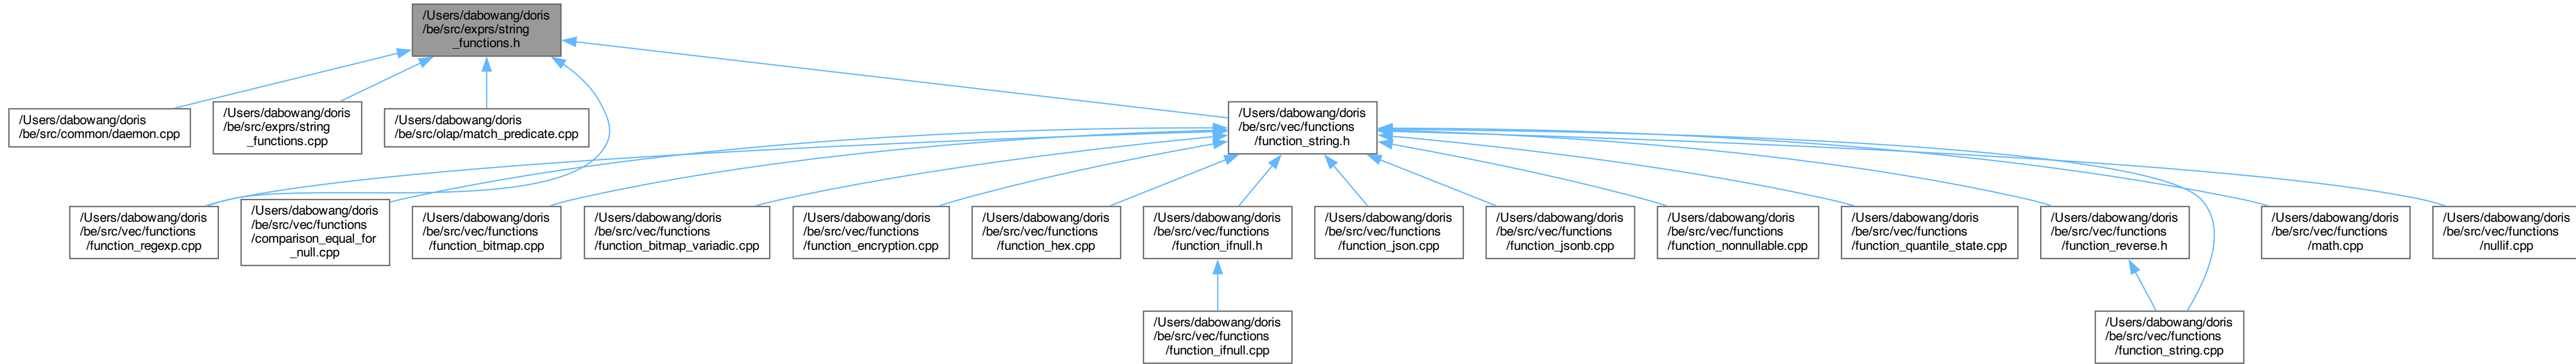 /Users/dabowang/doris
/be/src/exprs/string
_functions.h
/Users/dabowang/doris
/be/src/common/daemon.cpp
/Users/dabowang/doris
/be/src/exprs/string
_functions.cpp
/Users/dabowang/doris
/be/src/olap/match_predicate.cpp
/Users/dabowang/doris
/be/src/vec/functions
/function_string.h
/Users/dabowang/doris
/be/src/vec/functions
/function_regexp.cpp
/Users/dabowang/doris
/be/src/vec/functions
/comparison_equal_for
_null.cpp
/Users/dabowang/doris
/be/src/vec/functions
/function_bitmap.cpp
/Users/dabowang/doris
/be/src/vec/functions
/function_bitmap_variadic.cpp
/Users/dabowang/doris
/be/src/vec/functions
/function_encryption.cpp
/Users/dabowang/doris
/be/src/vec/functions
/function_hex.cpp
/Users/dabowang/doris
/be/src/vec/functions
/function_ifnull.h
/Users/dabowang/doris
/be/src/vec/functions
/function_json.cpp
/Users/dabowang/doris
/be/src/vec/functions
/function_jsonb.cpp
/Users/dabowang/doris
/be/src/vec/functions
/function_nonnullable.cpp
/Users/dabowang/doris
/be/src/vec/functions
/function_quantile_state.cpp
/Users/dabowang/doris
/be/src/vec/functions
/function_reverse.h
/Users/dabowang/doris
/be/src/vec/functions
/math.cpp
/Users/dabowang/doris
/be/src/vec/functions
/nullif.cpp
/Users/dabowang/doris
/be/src/vec/functions
/function_ifnull.cpp
/Users/dabowang/doris
/be/src/vec/functions
/function_string.cpp